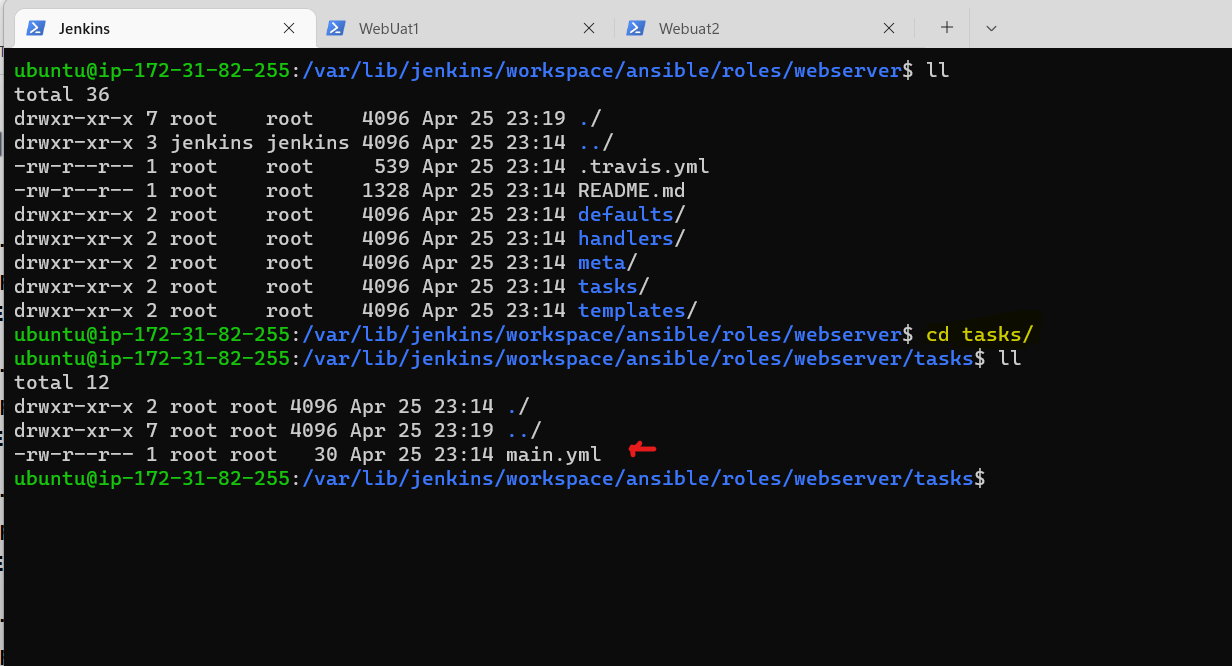 Jenkins
WebUat1
Webuat2
ubuntu@ip-172-31-82-255:/var/lib/jenkins/workspace/ansible/roles/webserver$ ll
total 36
drwxr-xr-x 7 root    root    4096 Apr 25 23:19 ./
drwxr-xr-x 3 jenkins jenkins 4096 Apr 25 23:14 ../
-rw-r--r-- 1 root    root     539 Apr 25 23:14 .travis.yml
-rw-r--r-- 1 root    root    1328 Apr 25 23:14 README.md
drwxr-xr-x 2 root    root    4096 Apr 25 23:14 defaults/
drwxr-xr-x 2 root    root    4096 Apr 25 23:14 handlers/
drwxr-xr-x 2 root    root    4096 Apr 25 23:14 meta/
drwxr-xr-x 2 root    root    4096 Apr 25 23:14 tasks/
drwxr-xr-x 2 root    root    4096 Apr 25 23:14 templates/
ubuntu@ip-172-31-82-255:/var/lib/jenkins/workspace/ansible/roles/webserver$ cd tasks/
ubuntu@ip-172-31-82-255:/var/lib/jenkins/workspace/ansible/roles/webserver/tasks$ ll
total 12
drwxr-xr-x 2 root root 4096 Apr 25 23:14 ./
drwxr-xr-x 7 root root 4096 Apr 25 23:19 ../
-rw-r--r-- 1 root root   30 Apr 25 23:14 main.yml
ubuntu@ip-172-31-82-255:/var/lib/jenkins/workspace/ansible/roles/webserver/tasks$